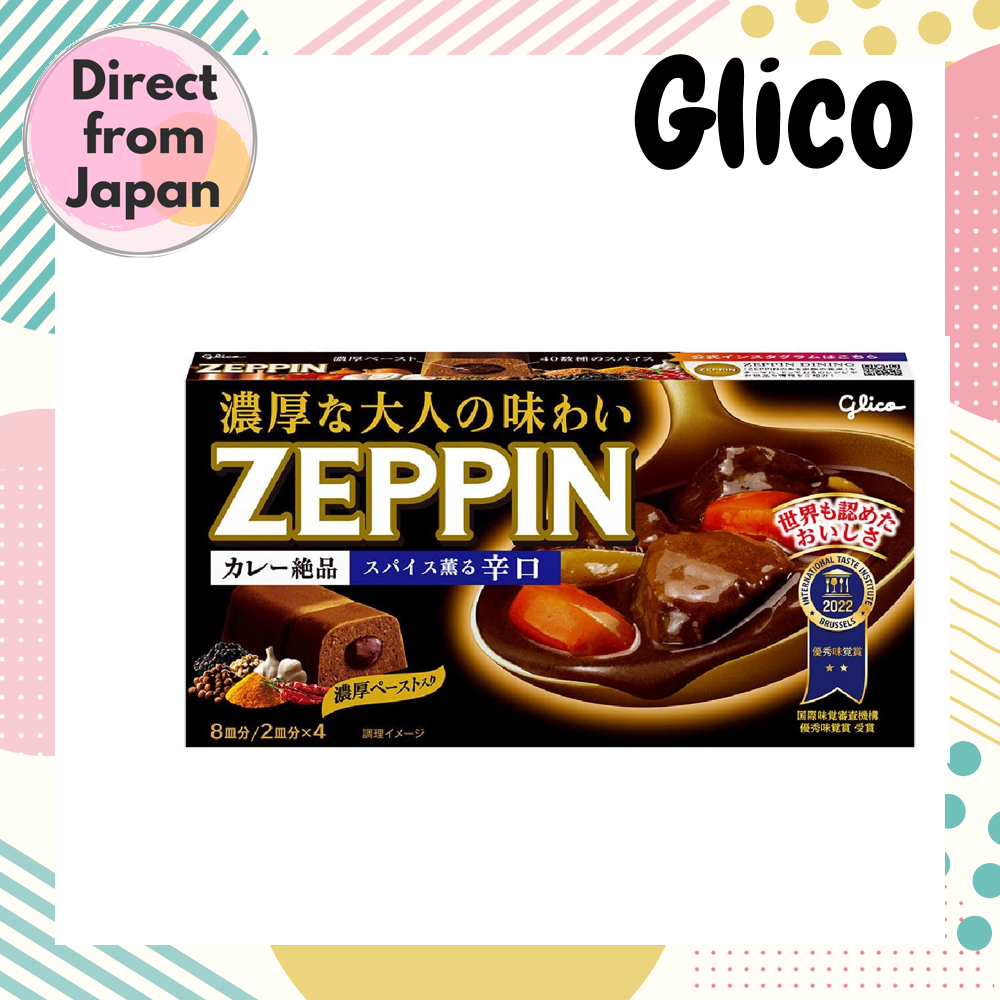 Direct
from
Japan
Glico
Glico
ZEPPIN
濃厚ペースト
40数種のスパイス
公式インスタグラムはこちら
ZEPPIN
ZEPPIN DINING
濃厚な大人の味わい
Glico
ZEPPIN
カレー絶品
スパイス薫る 辛口
世界も認めた
おいしさ
INTERNATIONAL TASTE INSTITUTE
2022
BRUSSELS
優秀味覚賞
濃厚ペースト入り
8皿分/2皿分×4
調理イメージ
国際味覚審査機構
優秀味覚賞 受賞